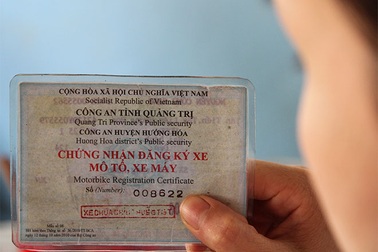 CỘNG HÒA XÃ HỘI CHỦ NGHĨA VIỆT NAM
Socialist Republic of Vietnam
CÔNG AN TỈNH QUẢNG TRỊ
Quang Tri Province's Public security
CÔNG AN HUYỆN HƯỚNG HÓA
Huong Hoa district's Public security
CHỨNG NHẬN ĐĂNG KÝ XE
MÔ TÔ, XE MÁY
Motorbike Registration Certificate
Số (Number) 008622